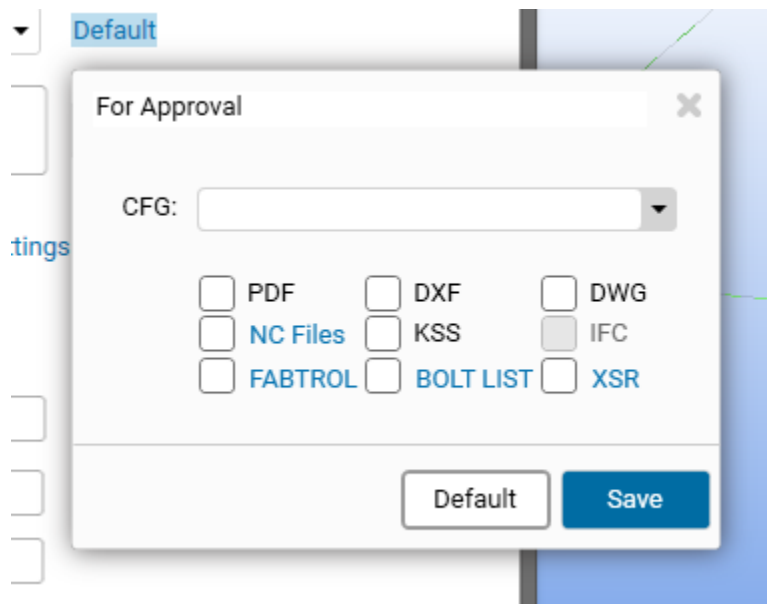 Default
For Approval
CFG:
tings
PDF DXF DWG
NC Files KSS IFC
FABTROL BOLT LIST XSR
Default Save